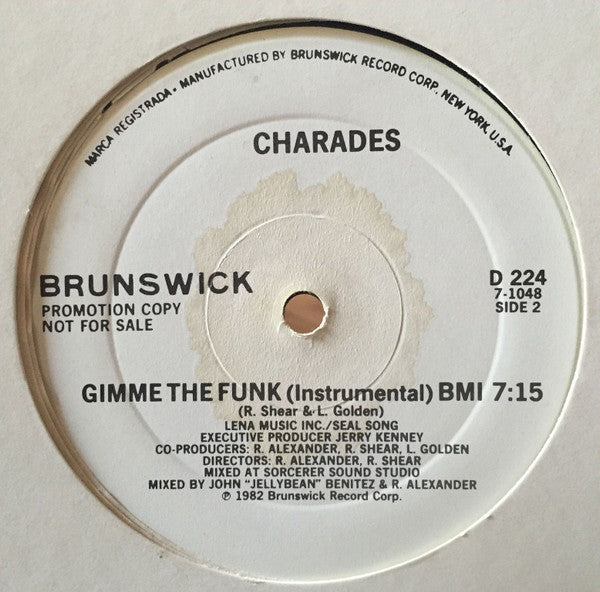 MARCA REGISTRADA • MANUFACTURED BY BRUNSWICK RECORD CORP. NEW YORK, U.S.A.
CHARADES
BRUNSWICK
PROMOTION COPY
NOT FOR SALE
D 224
7-1048
SIDE 2
GIMME THE FUNK (Instrumental) BMI 7:15
(R. Shear & L. Golden)
LENA MUSIC INC./SEAL SONG
EXECUTIVE PRODUCER JERRY KENNEY
CO-PRODUCERS: R. ALEXANDER, R. SHEAR, L. GOLDEN
DIRECTORS: R. ALEXANDER, R. SHEAR
MIXED AT SORCERER SOUND STUDIO
MIXED BY JOHN "JELLYBEAN" BENITEZ & R. ALEXANDER
℗ 1982 Brunswick Record Corp.